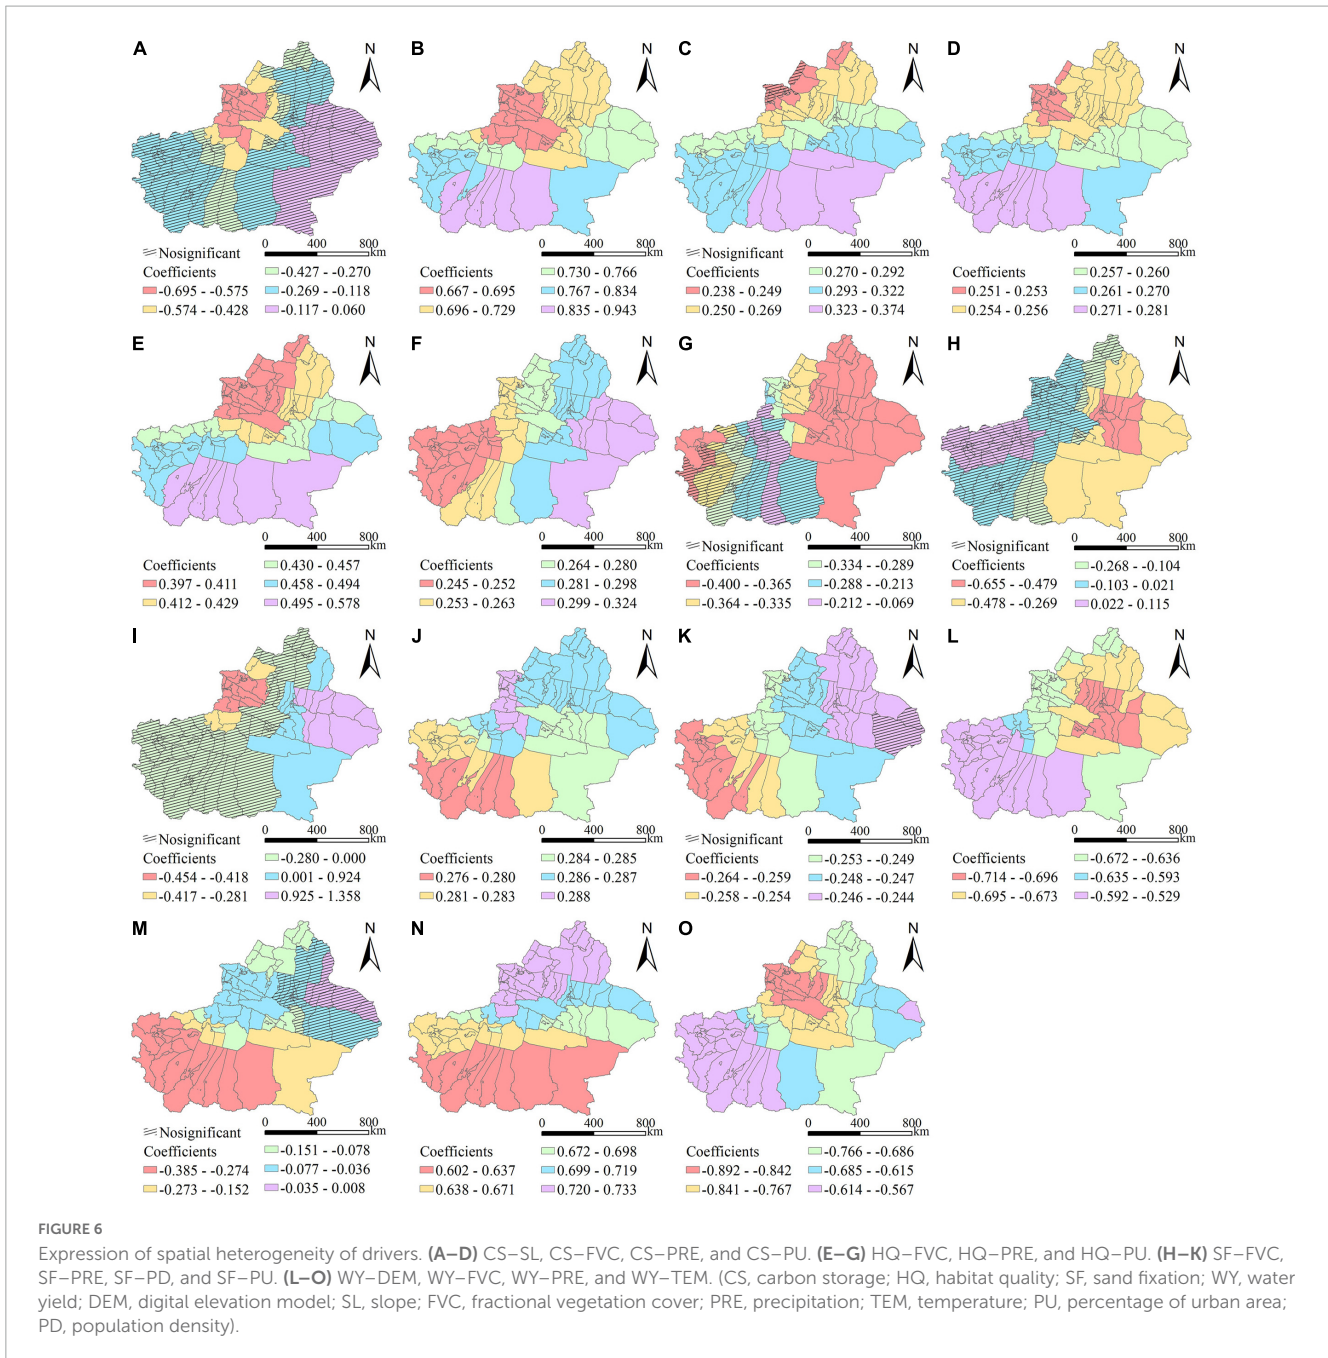 A N B N C N D N
Nosignificant 0 400 800 km
Coefficients -0.427 - -0.270
-0.695 - -0.575 -0.269 - -0.118
-0.574 - -0.428 -0.117 - 0.060
0 400 800 km
Coefficients 0.730 - 0.766
0.667 - 0.695 0.767 - 0.834
0.696 - 0.729 0.835 - 0.943
Nosignificant 0 400 800 km
Coefficients 0.270 - 0.292
0.238 - 0.249 0.293 - 0.322
0.250 - 0.269 0.323 - 0.374
0 400 800 km
Coefficients 0.257 - 0.260
0.251 - 0.253 0.261 - 0.270
0.254 - 0.256 0.271 - 0.281
E N F N G N H N
0 400 800 km
Coefficients 0.430 - 0.457
0.397 - 0.411 0.458 - 0.494
0.412 - 0.429 0.495 - 0.578
0 400 800 km
Coefficients 0.264 - 0.280
0.245 - 0.252 0.281 - 0.298
0.253 - 0.263 0.299 - 0.324
Nosignificant 0 400 800 km
Coefficients -0.334 - -0.289
-0.400 - -0.365 -0.288 - -0.213
-0.364 - -0.335 -0.212 - -0.069
Nosignificant 0 400 800 km
Coefficients -0.268 - -0.104
-0.655 - -0.479 -0.103 - 0.021
-0.478 - -0.269 0.022 - 0.115
I N J N K N L N
Nosignificant 0 400 800 km
Coefficients -0.280 - 0.000
-0.454 - -0.418 0.001 - 0.924
-0.417 - -0.281 0.925 - 1.358
0 400 800 km
Coefficients 0.284 - 0.285
0.276 - 0.280 0.286 - 0.287
0.281 - 0.283 0.288
Nosignificant 0 400 800 km
Coefficients -0.253 - -0.249
-0.264 - -0.259 -0.248 - -0.247
-0.258 - -0.254 -0.246 - -0.244
0 400 800 km
Coefficients -0.672 - -0.636
-0.714 - -0.696 -0.635 - -0.593
-0.695 - -0.673 -0.592 - -0.529
M N N N O N
Nosignificant 0 400 800 km
Coefficients -0.151 - -0.078
-0.385 - -0.274 -0.077 - -0.036
-0.273 - -0.152 -0.035 - 0.008
0 400 800 km
Coefficients 0.672 - 0.698
0.602 - 0.637 0.699 - 0.719
0.638 - 0.671 0.720 - 0.733
0 400 800 km
Coefficients -0.766 - -0.686
-0.892 - -0.842 -0.685 - -0.615
-0.841 - -0.767 -0.614 - -0.567
FIGURE 6
Expression of spatial heterogeneity of drivers. (A–D) CS–SL, CS–FVC, CS–PRE, and CS–PU. (E–G) HQ–FVC, HQ–PRE, and HQ–PU. (H–K) SF–FVC,
SF–PRE, SF–PD, and SF–PU. (L–O) WY–DEM, WY–FVC, WY–PRE, and WY–TEM. (CS, carbon storage; HQ, habitat quality; SF, sand fixation; WY, water
yield; DEM, digital elevation model; SL, slope; FVC, fractional vegetation cover; PRE, precipitation; TEM, temperature; PU, percentage of urban area;
PD, population density).